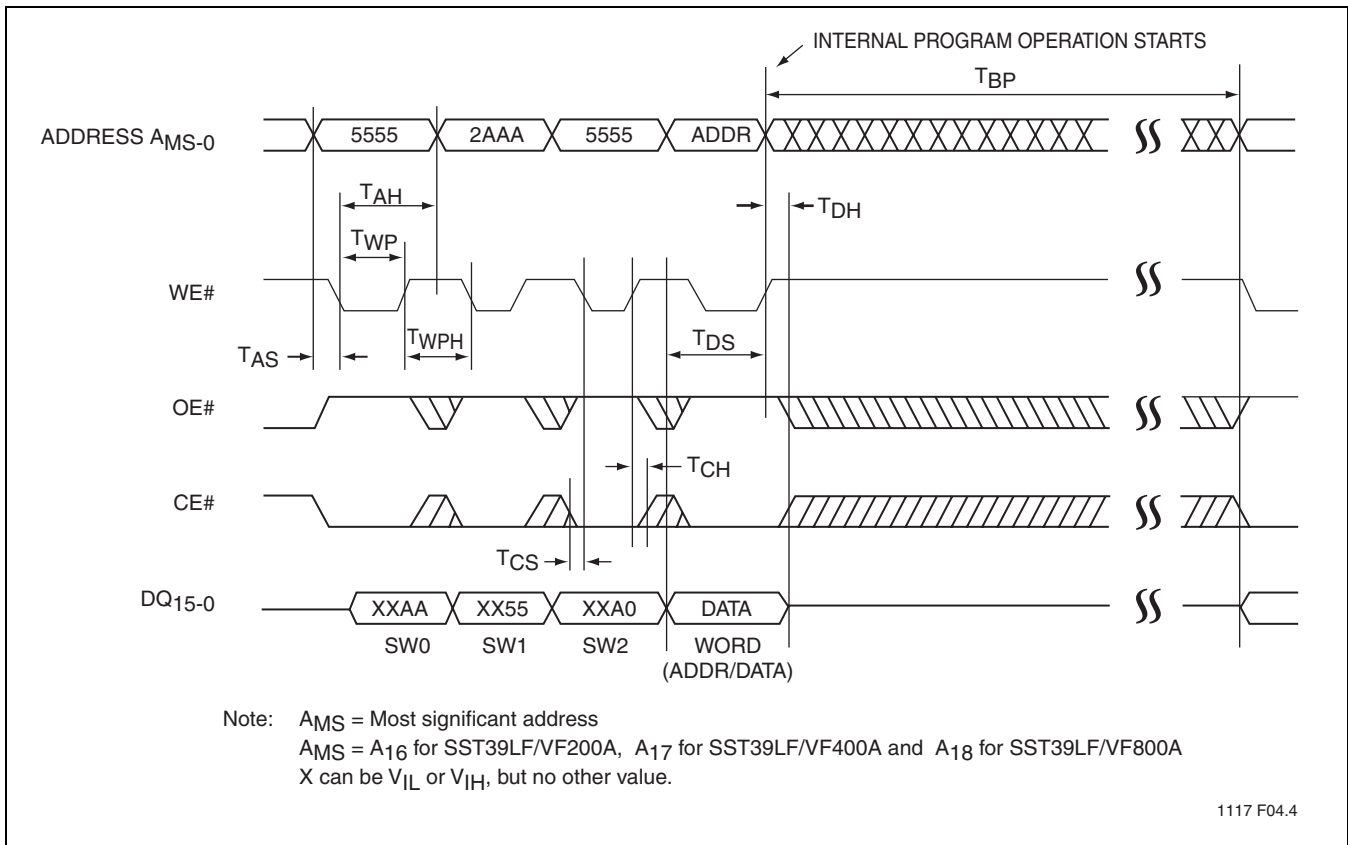 INTERNAL PROGRAM OPERATION STARTS
TBP
ADDRESS AMS-0
5555 2AAA 5555 ADDR
TAH
TDH
TWP
WE#
TWPH
TDS
TAS
OE#
TCH
CE#
TCS
DQ15-0
XXAA XX55 XXA0 DATA
SW0 SW1 SW2 WORD
(ADDR/DATA)
Note: AMS = Most significant address
AMS = A16 for SST39LF/VF200A, A17 for SST39LF/VF400A and A18 for SST39LF/VF800A
X can be VIL or VIH, but no other value.
1117 F04.4